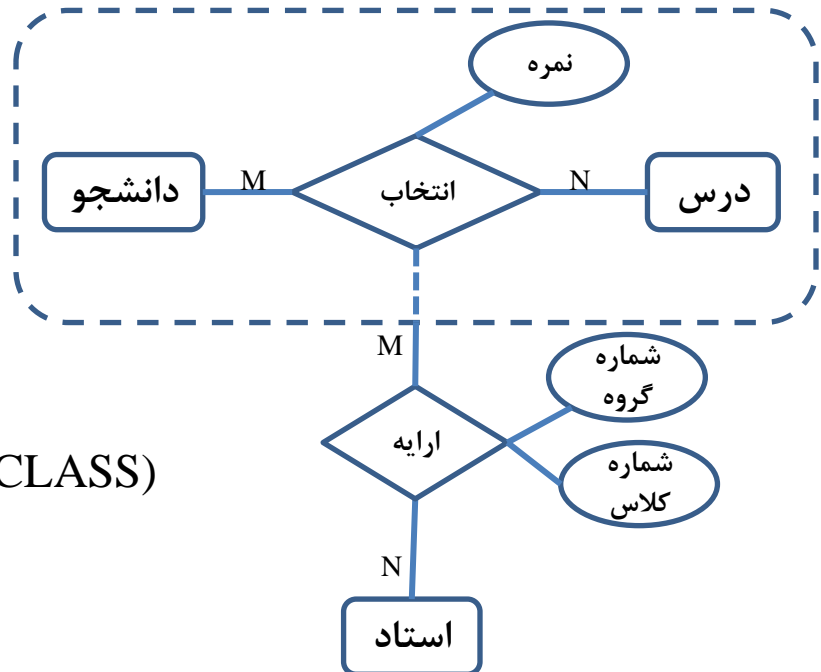 نمره
دانشجو
M
انتخاب
N
درس
M
شماره
گروه
ارایه
CLASS)
شماره
کلاس
N
استاد